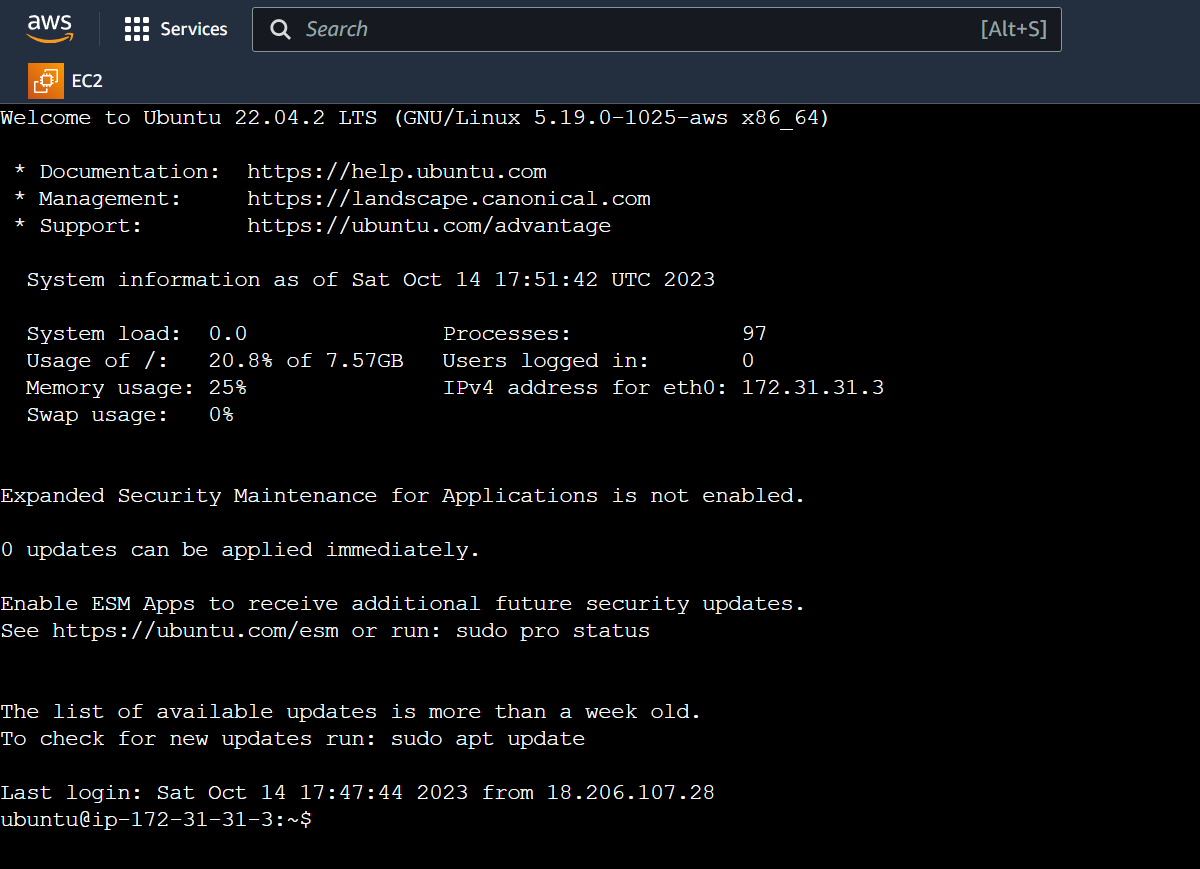 aws
Services
Search
[Alt+S]
EC2
Welcome to Ubuntu 22.04.2 LTS (GNU/Linux 5.19.0-1025-aws x86_64)
* Documentation: https://help.ubuntu.com
* Management: https://landscape.canonical.com
* Support: https://ubuntu.com/advantage
System information as of Sat Oct 14 17:51:42 UTC 2023
System load: 0.0 Processes: 97
Usage of /: 20.8% of 7.57GB Users logged in: 0
Memory usage: 25% IPv4 address for eth0: 172.31.31.3
Swap usage: 0%
Expanded Security Maintenance for Applications is not enabled.
0 updates can be applied immediately.
Enable ESM Apps to receive additional future security updates.
See https://ubuntu.com/esm or run: sudo pro status
The list of available updates is more than a week old.
To check for new updates run: sudo apt update
Last login: Sat Oct 14 17:47:44 2023 from 18.206.107.28
ubuntu@ip-172-31-31-3:~$